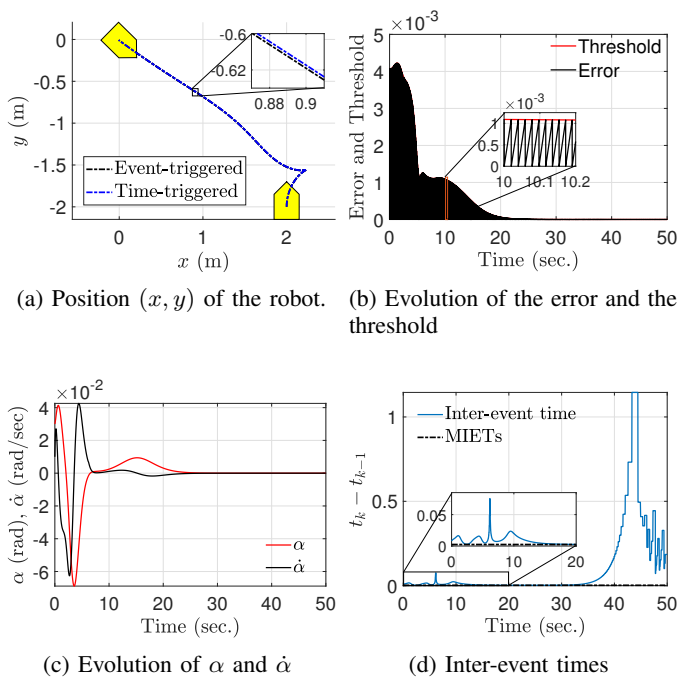 0
-0.5
-1
-1.5
-2
y (m)
0
1
2
x (m)
-0.6
-0.62
0.88
0.9
Event-triggered
Time-triggered
(a) Position (x, y) of the robot.
×10⁻³
5
4
3
2
1
0
Error and Threshold
0
10
20
30
40
50
Time (sec.)
Threshold
Error
×10⁻³
1
0.5
0
10
10.1
10.2
(b) Evolution of the error and the
threshold
×10⁻²
4
2
0
-2
-4
-6
α (rad), α̇ (rad/sec)
0
10
20
30
40
50
Time (sec.)
α
α̇
(c) Evolution of α and α̇
1
0.5
0
t_k − t_{k−1}
0
10
20
30
40
50
Time (sec.)
Inter-event time
MIETs
0.05
0
0
10
20
(d) Inter-event times